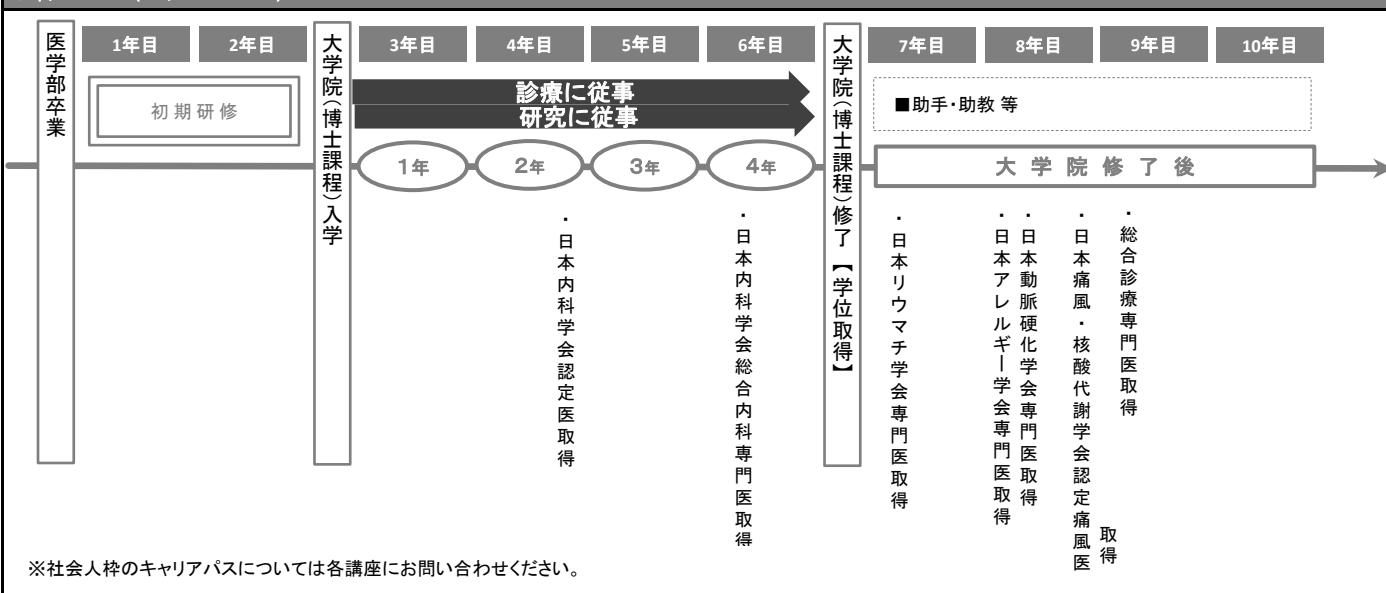 医学部卒業
1年目
2年目
初期研修
大学院(博士課程)入学
3年目
4年目
5年目
6年目
診療に従事
研究に従事
1年
2年
3年
4年
・日本内科学会認定医取得
・日本内科学会総合内科専門医取得
大学院(博士課程)修了【学位取得】
7年目
8年目
9年目
10年目
■助手・助教 等
大学院修了後
・日本リウマチ学会専門医取得
・日本アレルギー学会専門医取得
・日本動脈硬化学会専門医取得
・日本痛風・核酸代謝学会認定痛風医
取得
・総合診療専門医取得
※社会人枠のキャリアパスについては各講座にお問い合わせください。